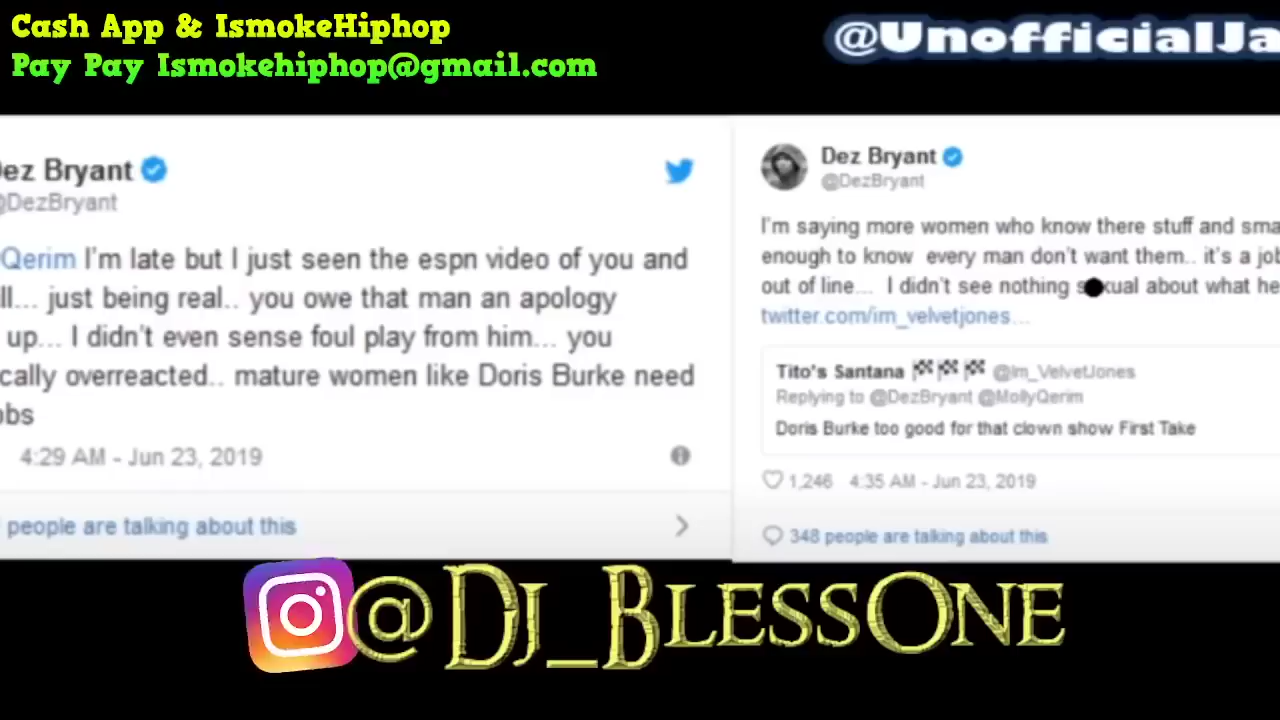 Cash App & IsmokeHiphop
Pay Pay Ismokehiphop@gmail.com
@UnofficialJa
ez Bryant
@DezBryant
Qerim I'm late but I just seen the espn video of you and
ll... just being real.. you owe that man an apology
up... I didn't even sense foul play from him... you
cally overreacted.. mature women like Doris Burke need
obs
4:29 AM - Jun 23, 2019
people are talking about this
Dez Bryant
@DezBryant
I'm saying more women who know there stuff and sma
enough to know every man don't want them.. it's a job
out of line... I didn't see nothing s xual about what he
twitter.com/im_velvetjones...
Tito's Santana 🏁🏁🏁 @Im_VelvetJones
Replying to @DezBryant @MollyQerim
Doris Burke too good for that clown show First Take
1,246 4:35 AM - Jun 23, 2019
348 people are talking about this
@Dj_BlessOne